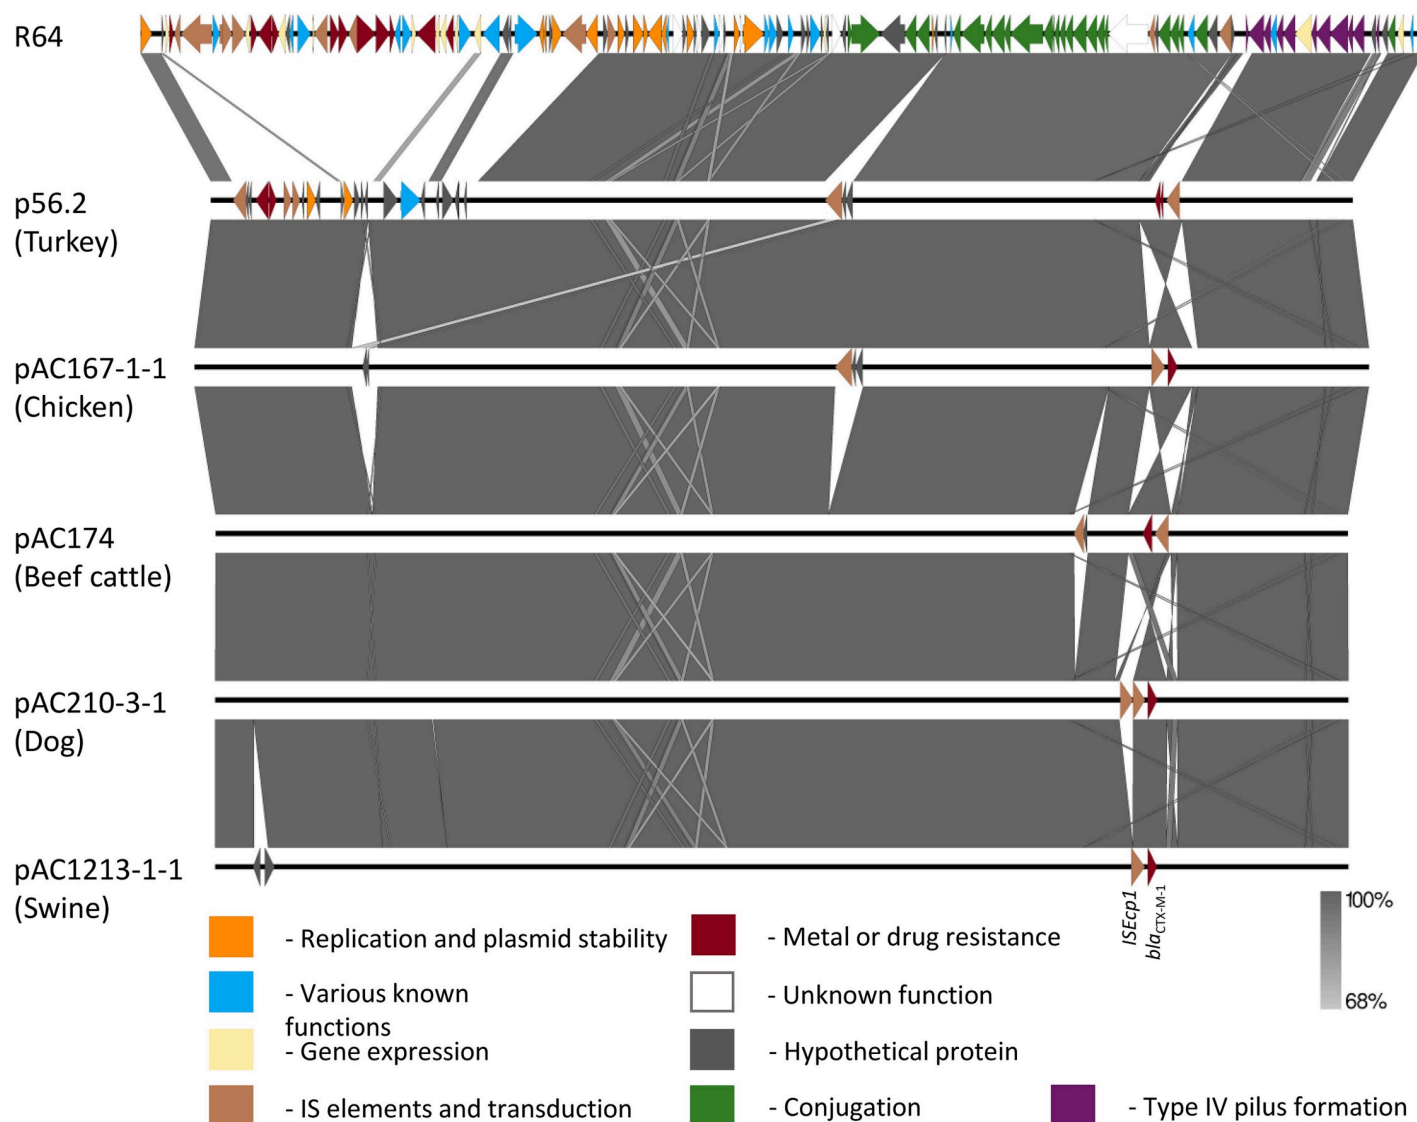 R64
p56.2
(Turkey)
pAC167-1-1
(Chicken)
pAC174
(Beef cattle)
pAC210-3-1
(Dog)
pAC1213-1-1
(Swine)
ISEcp1
blaCTX-M-1
100%
68%
- Replication and plasmid stability
- Metal or drug resistance
- Various known
functions
- Unknown function
- Gene expression
- Hypothetical protein
- IS elements and transduction
- Conjugation
- Type IV pilus formation